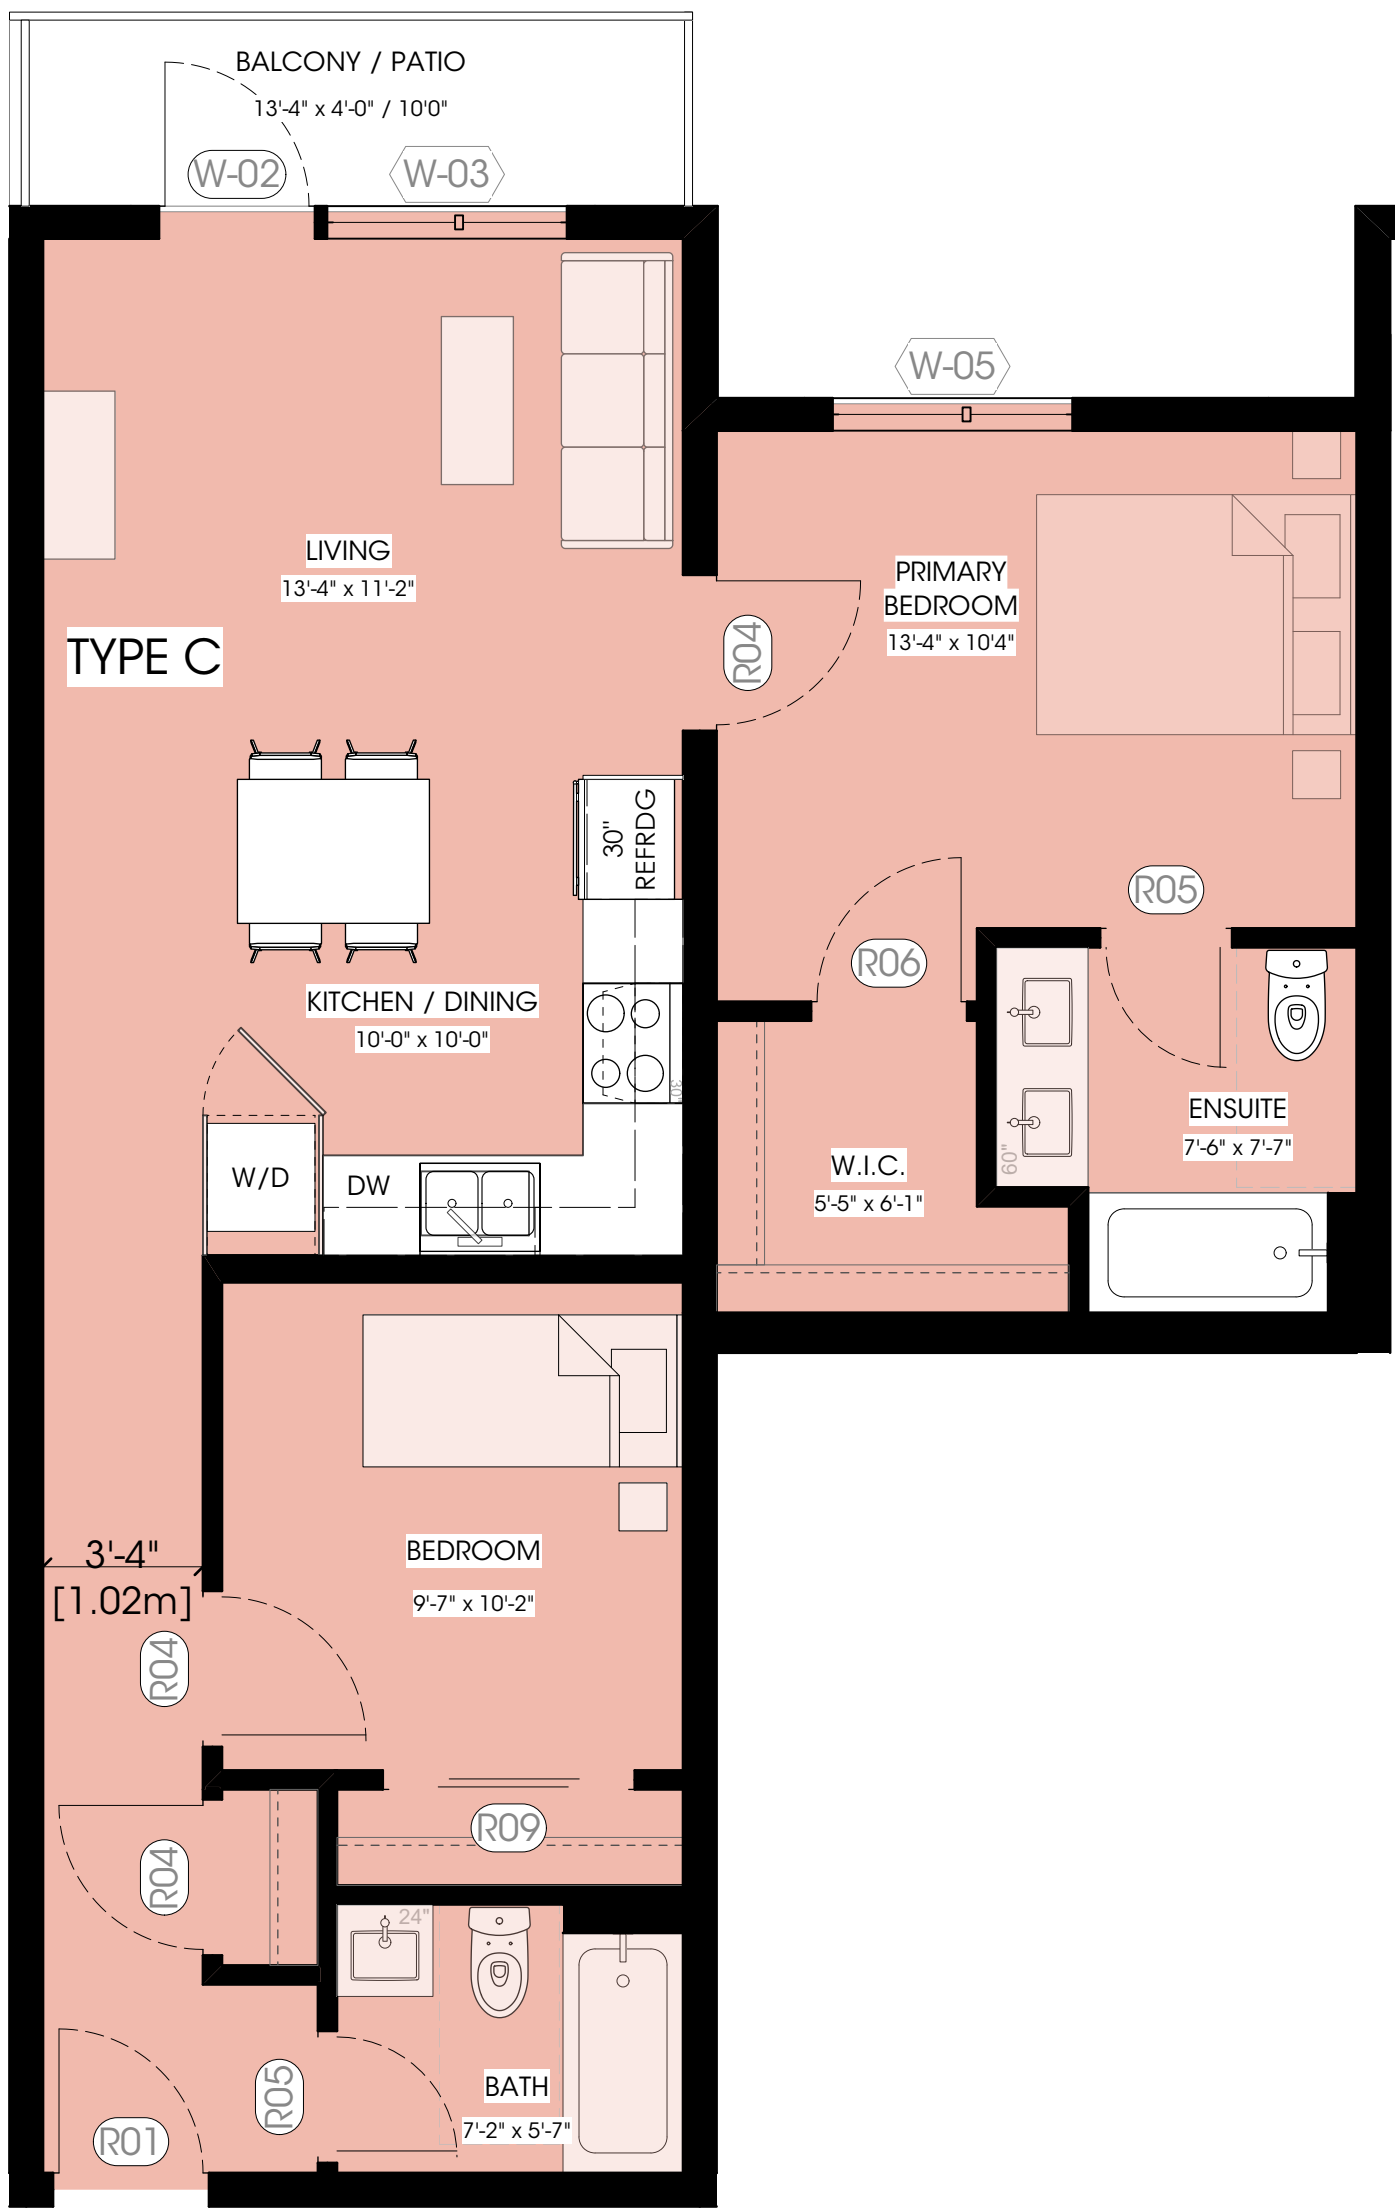 BALCONY / PATIO
13'-4" x 4'-0" / 10'0"
W-02
W-03
W-05
LIVING
13'-4" x 11'-2"
PRIMARY
BEDROOM
13'-4" x 10'4"
R04
TYPE C
30"
REFRDG
R05
R06
KITCHEN / DINING
10'-0" x 10'-0"
30"
ENSUITE
7'-6" x 7'-7"
60"
W.I.C.
5'-5" x 6'-1"
W/D
DW
3'-4"
[1.02m]
BEDROOM
9'-7" x 10'-2"
R04
R09
R04
24"
BATH
7'-2" x 5'-7"
R05
R01